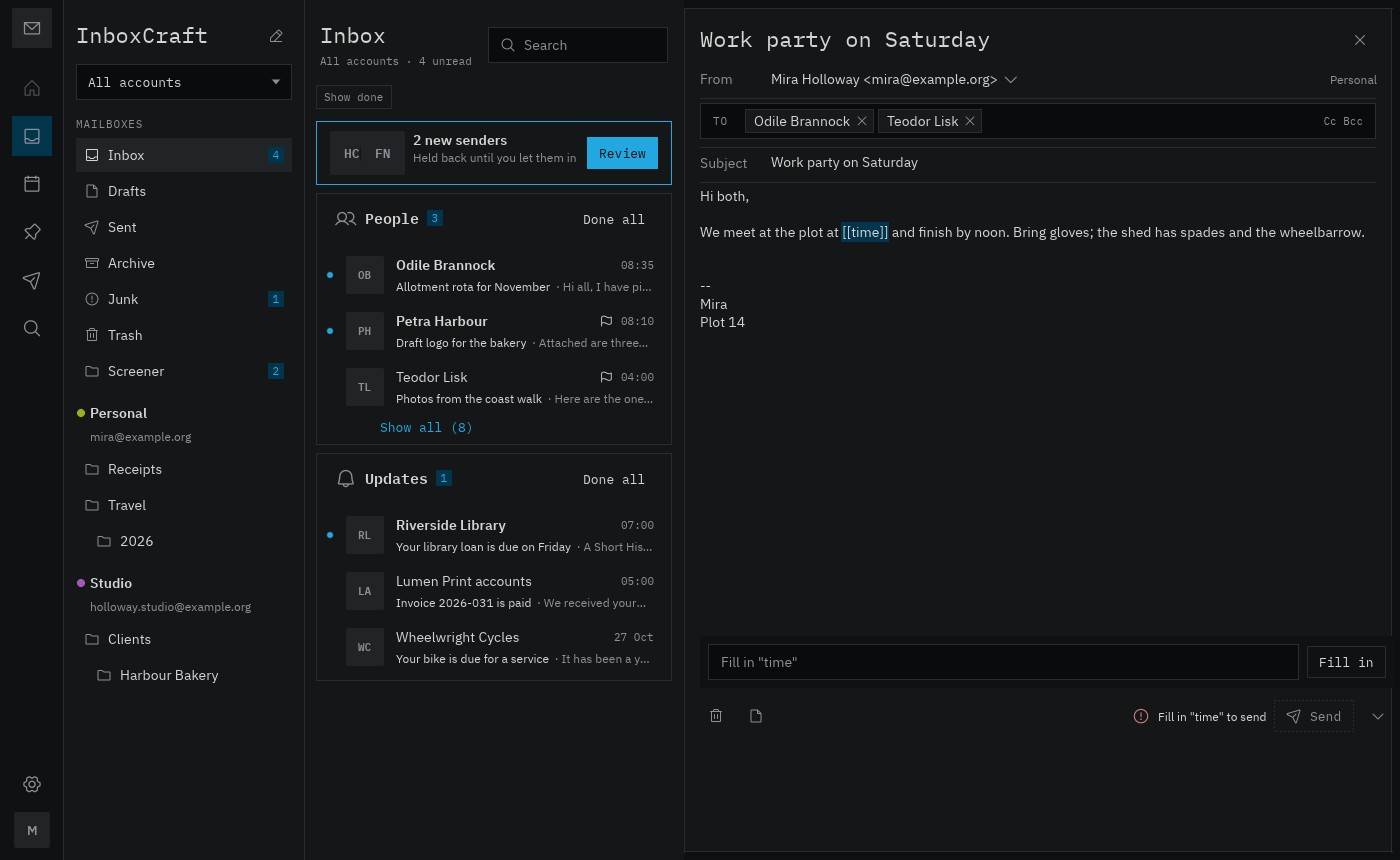 InboxCraft
All accounts
MAILBOXES
Inbox 4
Drafts
Sent
Archive
Junk 1
Trash
Screener 2
Personal
mira@example.org
Receipts
Travel
2026
Studio
holloway.studio@example.org
Clients
Harbour Bakery
M
Inbox
All accounts · 4 unread
Search
Show done
HC FN
2 new senders
Held back until you let them in
Review
People 3
Done all
OB
Odile Brannock 08:35
Allotment rota for November · Hi all, I have pi…
PH
Petra Harbour 08:10
Draft logo for the bakery · Attached are three…
TL
Teodor Lisk 04:00
Photos from the coast walk · Here are the one…
Show all (8)
Updates 1
Done all
RL
Riverside Library 07:00
Your library loan is due on Friday · A Short His…
LA
Lumen Print accounts 05:00
Invoice 2026-031 is paid · We received your…
WC
Wheelwright Cycles 27 Oct
Your bike is due for a service · It has been a y…
Work party on Saturday
From Mira Holloway <mira@example.org> Personal
TO Odile Brannock Teodor Lisk Cc Bcc
Subject Work party on Saturday
Hi both,
We meet at the plot at [[time]] and finish by noon. Bring gloves; the shed has spades and the wheelbarrow.
--
Mira
Plot 14
Fill in "time" Fill in
Fill in "time" to send Send